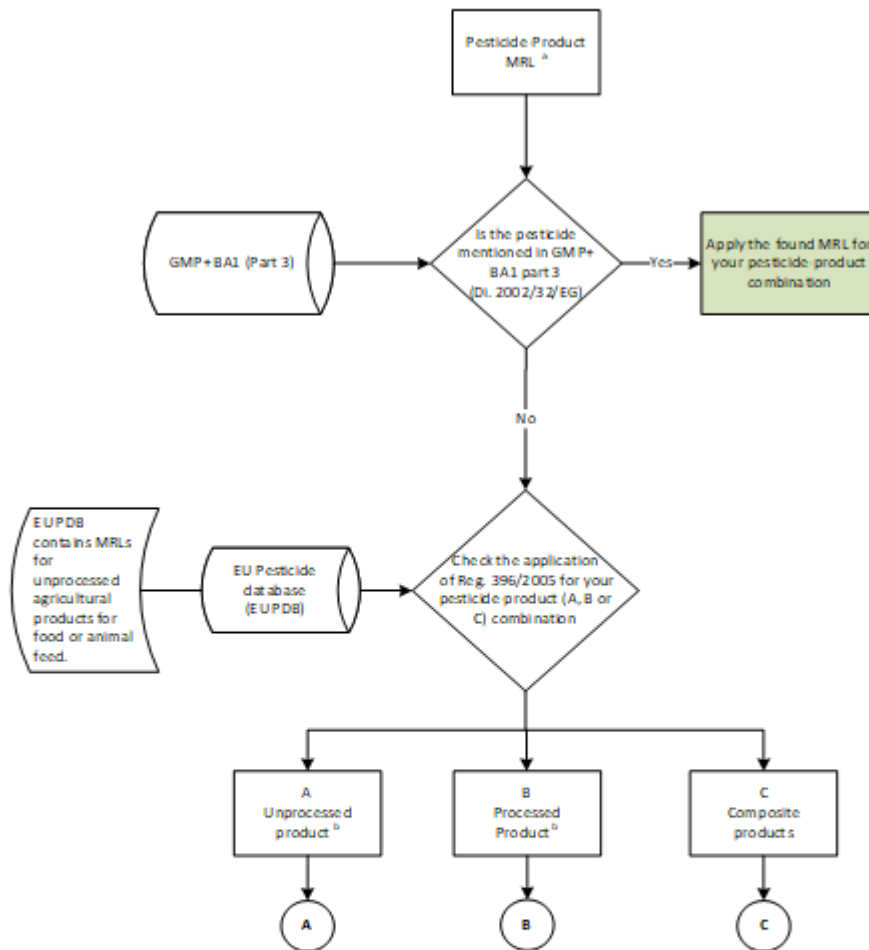 Pesticide-Product
MRL a
GMP+ BA1 (Part 3)
Is the pesticide
mentioned in GMP+
BA1 part 3
(Di. 2002/32/EG)
Yes
Apply the found MRL for
your pesticide-product
combination
No
EUPDB
contains MRLs
for
unprocessed
agricultural
products for
food or animal
feed.
EU Pesticide
database
(EUPDB)
Check the application
of Reg. 396/2005 for your
pesticide-product (A, B or
C) combination
A
Unprocessed
product b
B
Processed
Product b
C
Composite
products
A
B
C